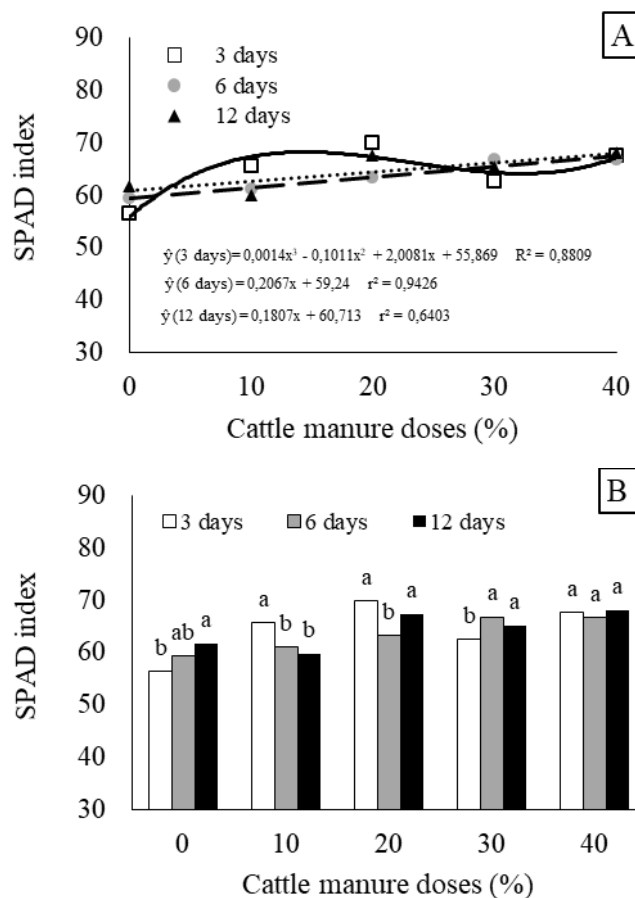 A
90
80
70
60
50
40
30
SPAD index
3 days
6 days
12 days
ŷ (3 days)= 0,0014x³ - 0,1011x² + 2,0081x + 55,869 R² = 0,8809
ŷ (6 days)= 0,2067x + 59,24 r² = 0,9426
ŷ (12 days)= 0,1807x + 60,713 r² = 0,6403
0 10 20 30 40
Cattle manure doses (%)
B
90
80
70
60
50
40
30
SPAD index
3 days 6 days 12 days
b ab a a b b a b a b a a a a a
0 10 20 30 40
Cattle manure doses (%)